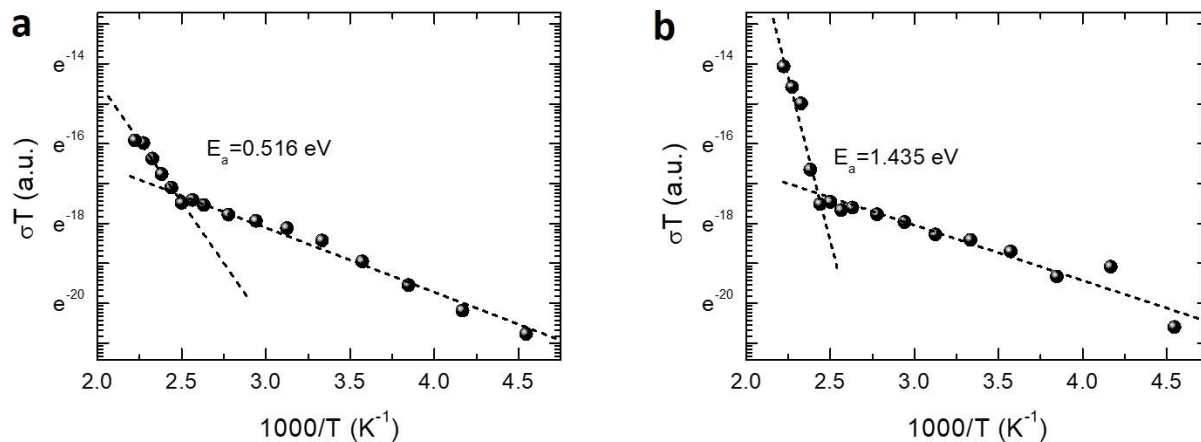 a
e-14
e-16
e-18
e-20
σT (a.u.)
Ea=0.516 eV
2.0 2.5 3.0 3.5 4.0 4.5
1000/T (K-1)
b
e-14
e-16
e-18
e-20
σT (a.u.)
Ea=1.435 eV
2.0 2.5 3.0 3.5 4.0 4.5
1000/T (K-1)